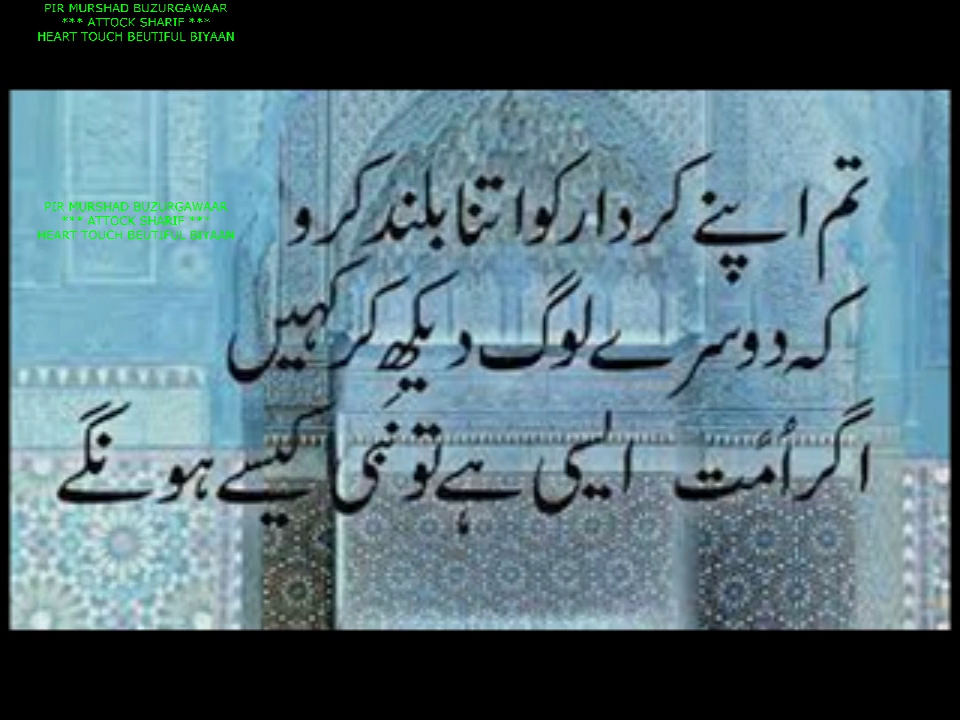 PIR MURSHAD BUZURGAWAAR
*** ATTOCK SHARIF ***
HEART TOUCH BEUTIFUL BIYAAN
PIR MURSHAD BUZURGAWAAR
*** ATTOCK SHARIF ***
HEART TOUCH BEUTIFUL BIYAAN
تم اپنے کردار کو اتنا بلند کرو
کہ دوسرے لوگ دیکھ کر کہیں
اگر اُمّت ایسی ہے تو نبی کیسے ہونگے